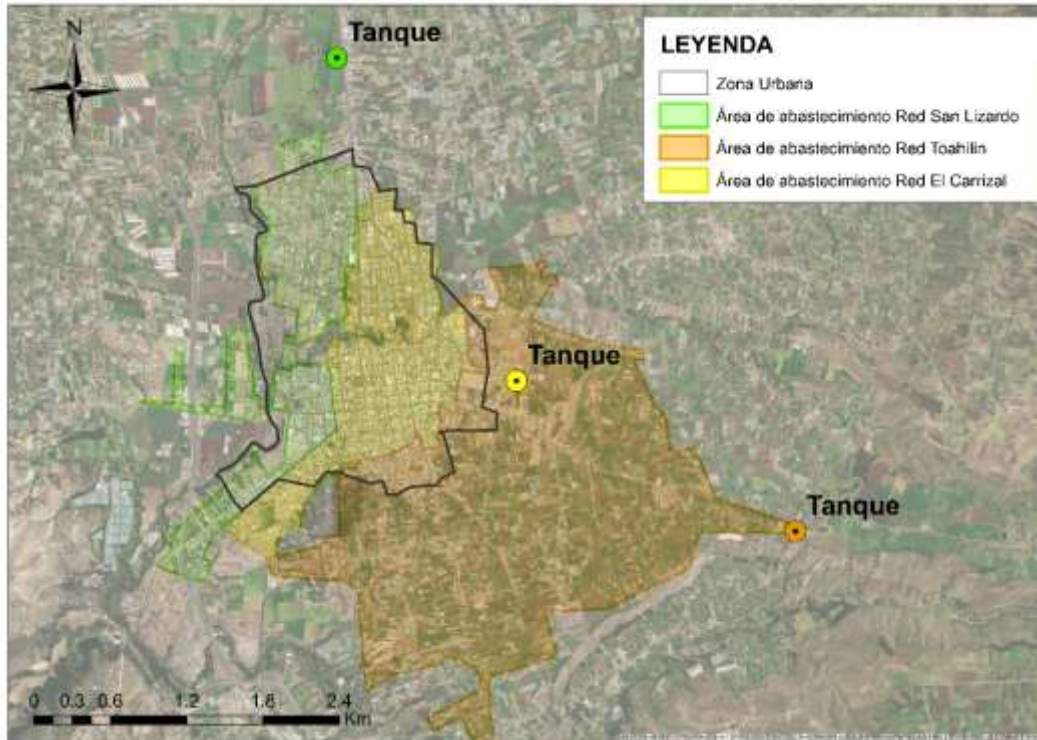 N
Tanque
LEYENDA
Zona Urbana
Área de abastecimiento Red San Lizardo
Área de abastecimiento Red Toahilin
Área de abastecimiento Red El Carrizal
Tanque
Tanque
0 0.3 0.6 1.2 1.8 2.4
Km